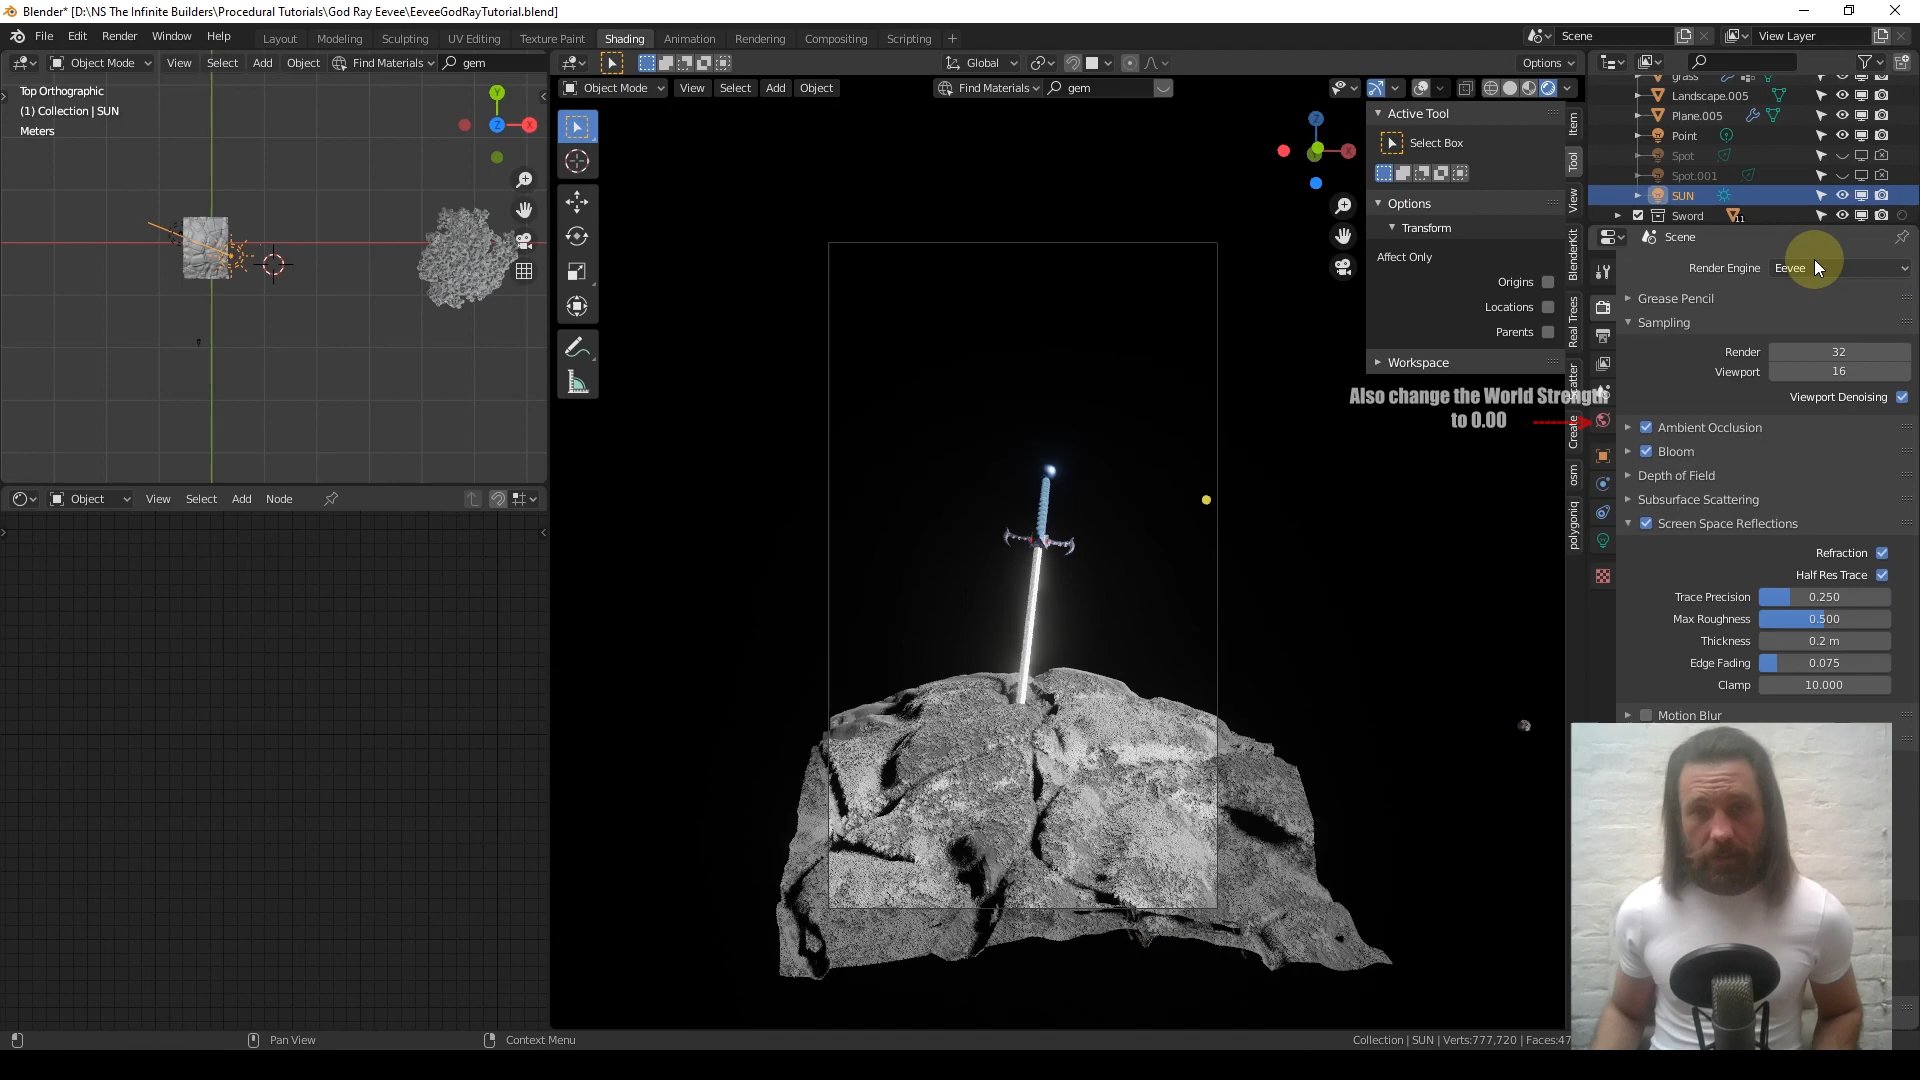 Blender* [D:\NS The Infinite Builders\Procedural Tutorials\God Ray Eevee\EeveeGodRayTutorial.blend]
File Edit Render Window Help
Layout Modeling Sculpting UV Editing Texture Paint Shading Animation Rendering Compositing Scripting +
Scene
View Layer
Object Mode View Select Add Object Find Materials gem
Global
Options
Top Orthographic
(1) Collection | SUN
Meters
Y
X
Z
Object Mode View Select Add Object
Find Materials gem
Z
X
Y
Active Tool
Select Box
Options
Transform
Affect Only
Origins
Locations
Parents
Workspace
Item
Tool
View
BlenderKit
Real Trees
Create
osm
polygoniq
Also change the World Strength
to 0.00
grass
Landscape.005
Plane.005
Point
Spot
Spot.001
SUN
Sword 11
Scene
Render Engine Eevee
Grease Pencil
Sampling
Render 32
Viewport 16
Viewport Denoising
Ambient Occlusion
Bloom
Depth of Field
Subsurface Scattering
Screen Space Reflections
Refraction
Half Res Trace
Trace Precision 0.250
Max Roughness 0.500
Thickness 0.2 m
Edge Fading 0.075
Clamp 10.000
Motion Blur
Object View Select Add Node
Pan View
Context Menu
Collection | SUN | Verts:777,720 | Faces:47